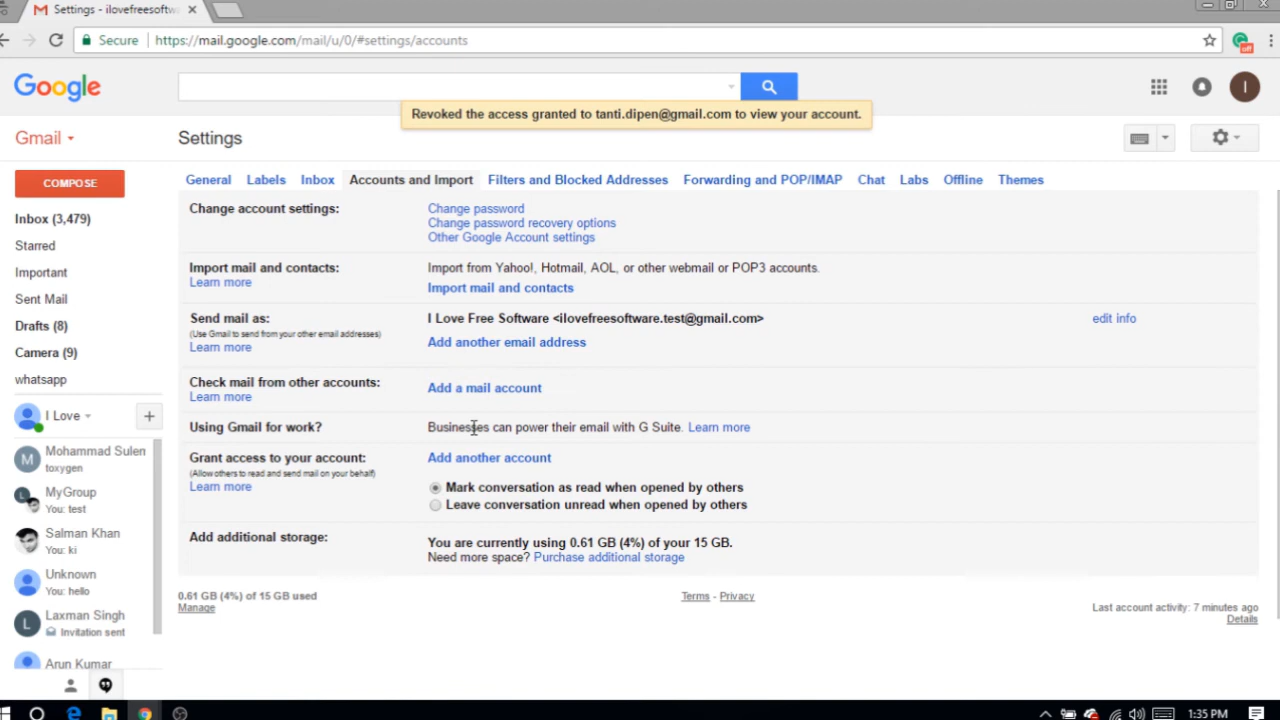 Settings - ilovefreesoftw
Secure
https://mail.google.com/mail/u/0/#settings/accounts
off
Google
Revoked the access granted to tanti.dipen@gmail.com to view your account.
I
Gmail
Settings
COMPOSE
General
Labels
Inbox
Accounts and Import
Filters and Blocked Addresses
Forwarding and POP/IMAP
Chat
Labs
Offline
Themes
Inbox (3,479)
Starred
Important
Sent Mail
Drafts (8)
Camera (9)
whatsapp
I Love
Mohammad Sulen
toxygen
MyGroup
You: test
Salman Khan
You: ki
Unknown
You: hello
L
Laxman Singh
Invitation sent
Arun Kumar
Change account settings:
Change password
Change password recovery options
Other Google Account settings
Import mail and contacts:
Learn more
Import from Yahoo!, Hotmail, AOL, or other webmail or POP3 accounts.
Import mail and contacts
Send mail as:
(Use Gmail to send from your other email addresses)
Learn more
I Love Free Software <ilovefreesoftware.test@gmail.com>
edit info
Add another email address
Check mail from other accounts:
Learn more
Add a mail account
Using Gmail for work?
Businesses can power their email with G Suite. Learn more
Grant access to your account:
(Allow others to read and send mail on your behalf)
Learn more
Add another account
Mark conversation as read when opened by others
Leave conversation unread when opened by others
Add additional storage:
You are currently using 0.61 GB (4%) of your 15 GB.
Need more space? Purchase additional storage
0.61 GB (4%) of 15 GB used
Manage
Terms - Privacy
Last account activity: 7 minutes ago
Details
1:35 PM